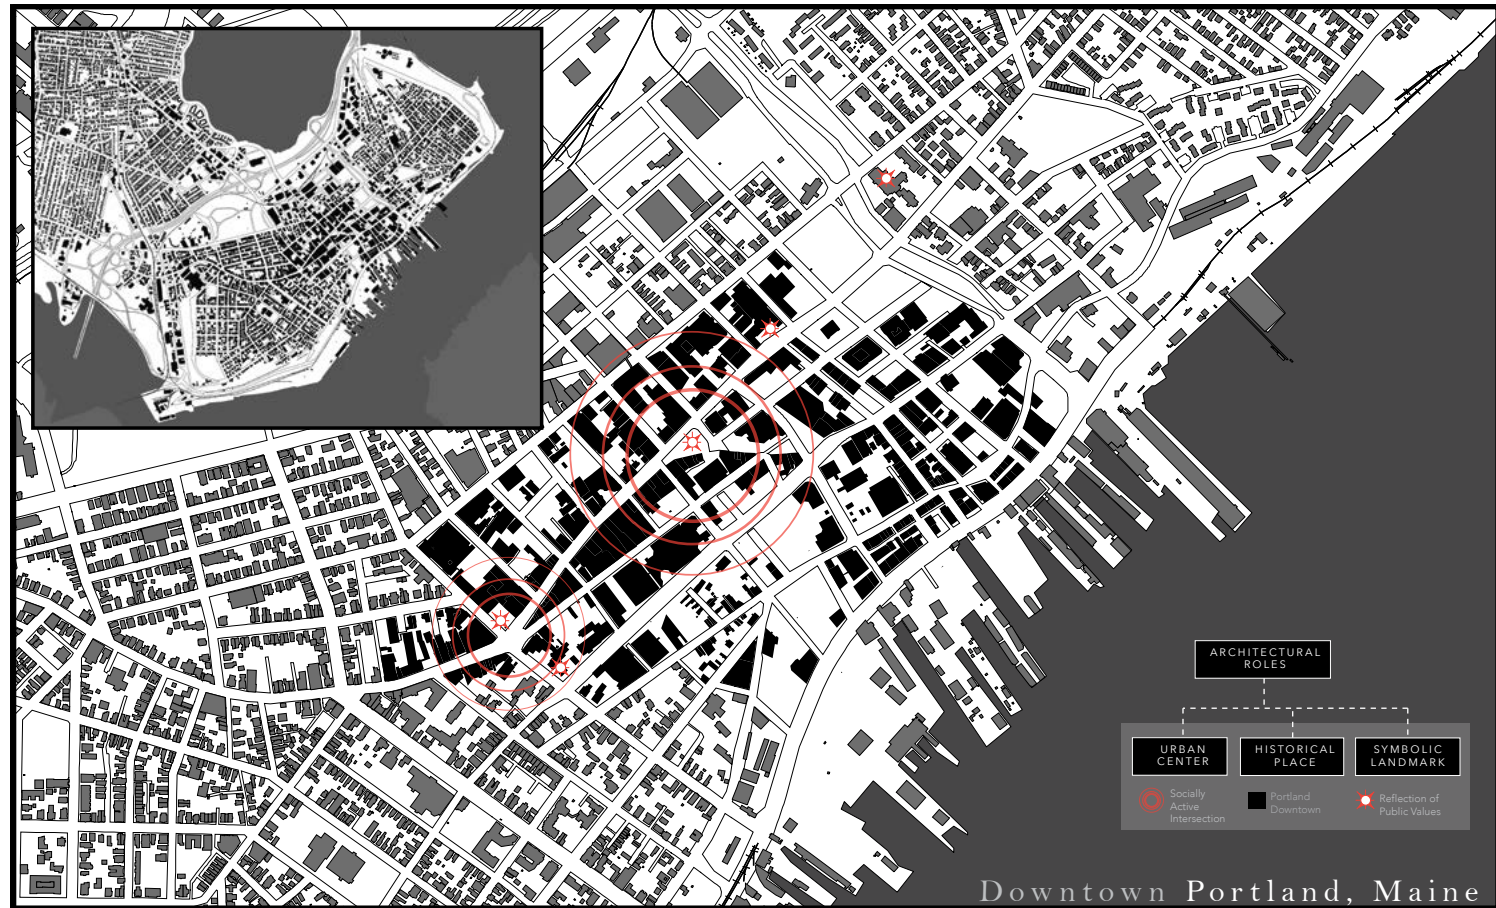 ARCHITECTURAL
ROLES
URBAN
CENTER
HISTORICAL
PLACE
SYMBOLIC
LANDMARK
Socially
Active
Intersection
Portland
Downtown
Reflection of
Public Values
Downtown Portland, Maine